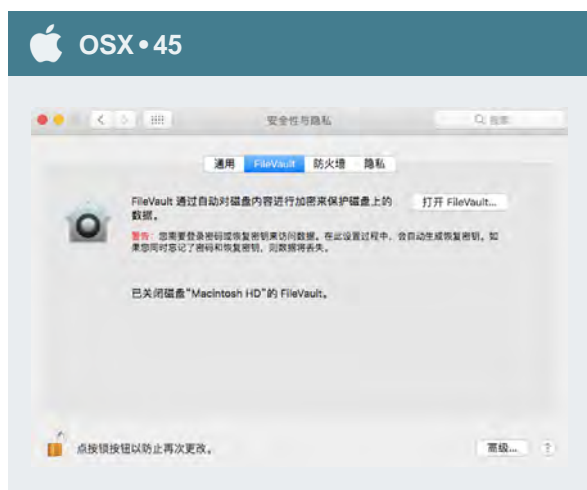 OSX•45
安全性与隐私
搜索
通用 FileVault 防火墙 隐私
FileVault 通过自动对磁盘内容进行加密来保护磁盘上的
数据。
打开 FileVault...
警告：您需要登录密码或恢复密钥来访问数据。在此设置过程中，会自动生成恢复密钥。如
果您同时忘记了密码和恢复密钥，则数据将丢失。
已关闭磁盘“Macintosh HD”的 FileVault。
点按锁按钮以防止再次更改。
高级...
?